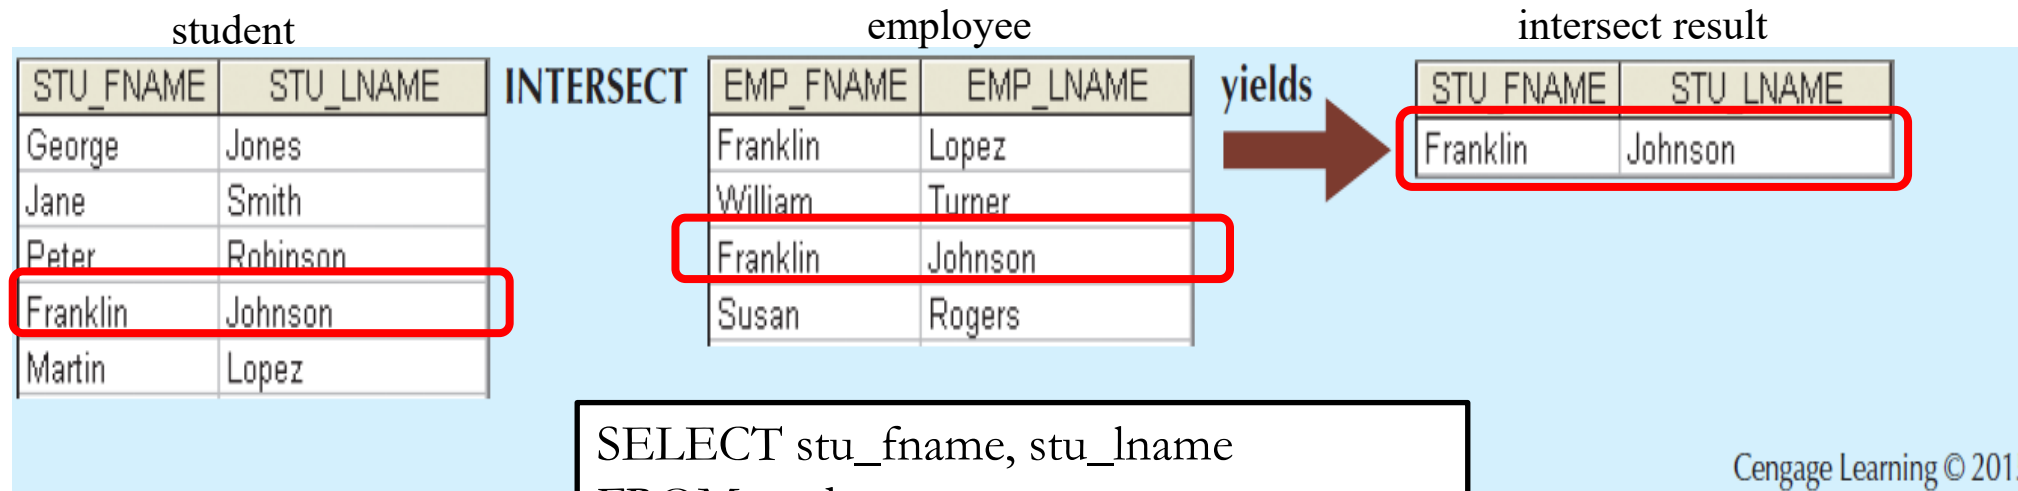 student employee intersect result
STU_FNAME STU_LNAME INTERSECT EMP_FNAME EMP_LNAME yields STU_FNAME STU_LNAME
George Jones Franklin Lopez Franklin Johnson
Jane Smith William Turner
Peter Robinson Franklin Johnson
Franklin Johnson Susan Rogers
Martin Lopez
SELECT stu_fname, stu_lname
Cengage Learning © 201
FROM